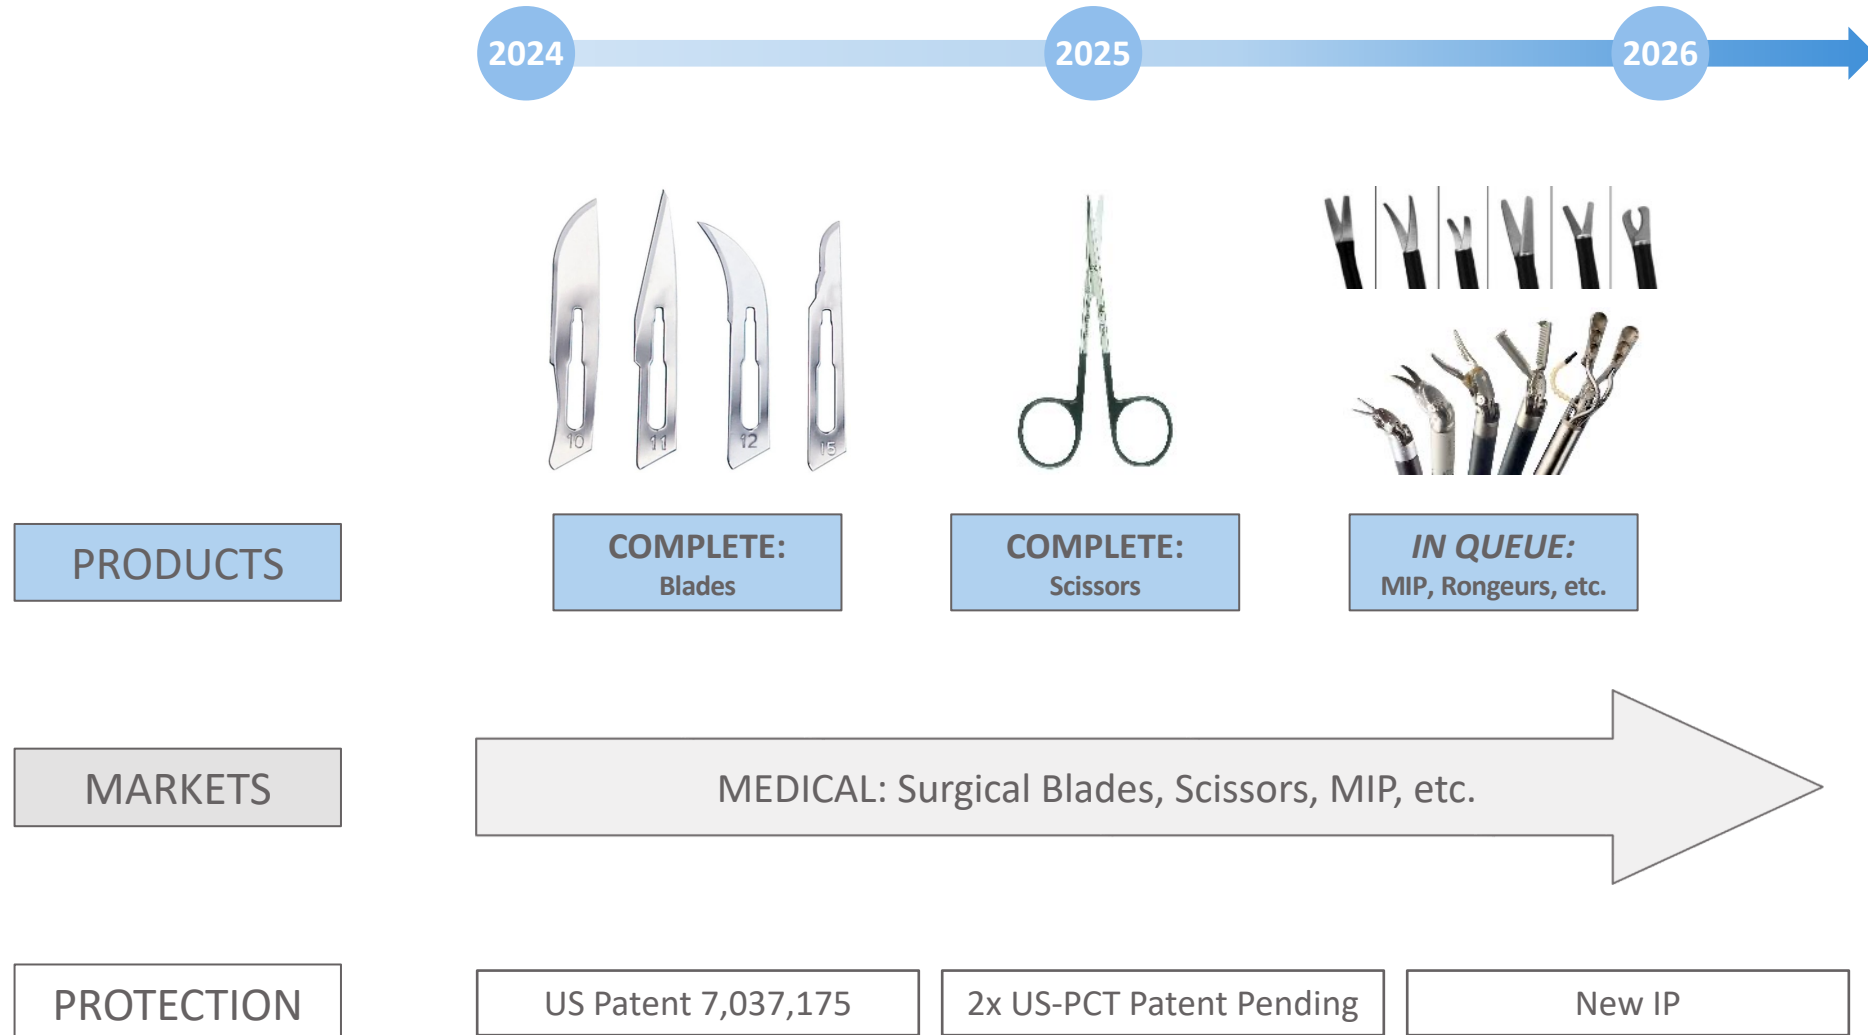 2024
2025
2026
10
11
12
15
PRODUCTS
COMPLETE:
Blades
COMPLETE:
Scissors
IN QUEUE:
MIP, Rongeurs, etc.
MARKETS
MEDICAL: Surgical Blades, Scissors, MIP, etc.
PROTECTION
US Patent 7,037,175
2x US-PCT Patent Pending
New IP